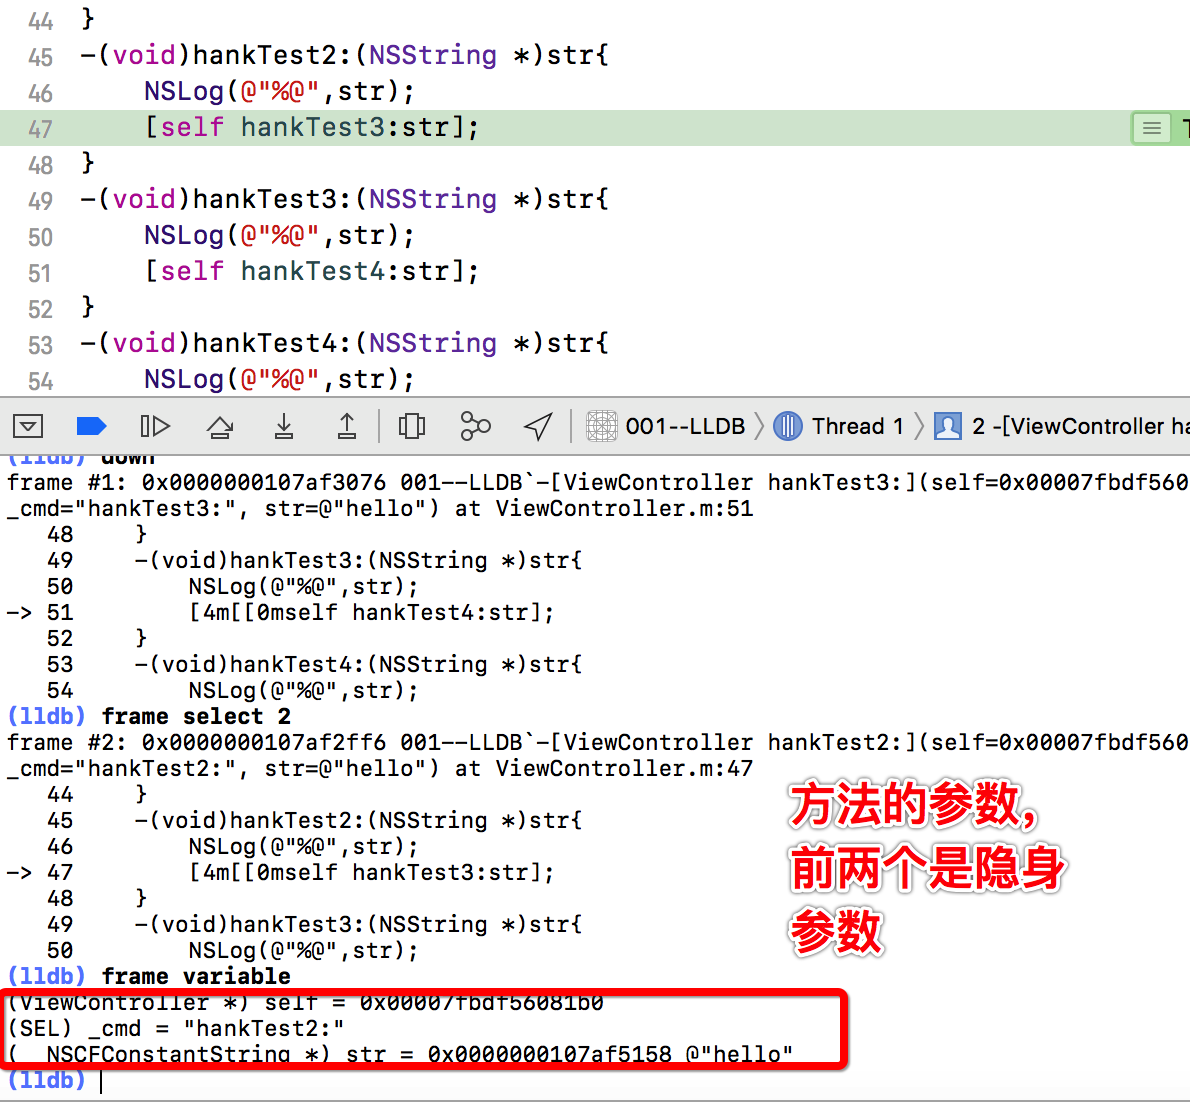 44 }
45 -(void)hankTest2:(NSString *)str{
46 NSLog(@"%@",str);
47 [self hankTest3:str];
48 }
49 -(void)hankTest3:(NSString *)str{
50 NSLog(@"%@",str);
51 [self hankTest4:str];
52 }
53 -(void)hankTest4:(NSString *)str{
54 NSLog(@"%@",str);
001--LLDB Thread 1 2 -[ViewController ha
(lldb) down
frame #1: 0x0000000107af3076 001--LLDB`-[ViewController hankTest3:](self=0x00007fbdf560
_cmd="hankTest3:", str=@"hello") at ViewController.m:51
48 }
49 -(void)hankTest3:(NSString *)str{
50 NSLog(@"%@",str);
-> 51 [4m[[0mself hankTest4:str];
52 }
53 -(void)hankTest4:(NSString *)str{
54 NSLog(@"%@",str);
(lldb) frame select 2
frame #2: 0x0000000107af2ff6 001--LLDB`-[ViewController hankTest2:](self=0x00007fbdf560
_cmd="hankTest2:", str=@"hello") at ViewController.m:47
44 }
45 -(void)hankTest2:(NSString *)str{
46 NSLog(@"%@",str);
-> 47 [4m[[0mself hankTest3:str];
48 }
49 -(void)hankTest3:(NSString *)str{
50 NSLog(@"%@",str);
方法的参数,
前两个是隐身
参数
(lldb) frame variable
(ViewController *) self = 0x00007fbdf56081b0
(SEL) _cmd = "hankTest2:"
(__NSCFConstantString *) str = 0x0000000107af5158 @"hello"
(lldb)